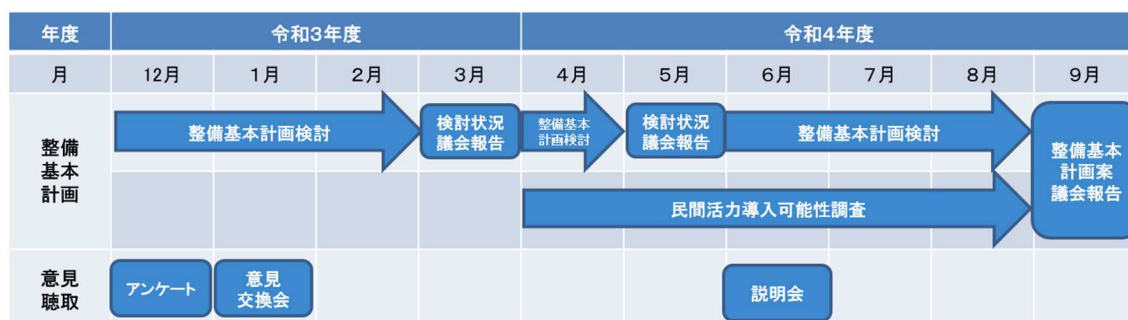 年度 令和3年度 令和4年度
月 12月 1月 2月 3月 4月 5月 6月 7月 8月 9月
整備
基本
計画
整備基本計画検討
検討状況
議会報告
整備基本
計画検討
検討状況
議会報告
整備基本計画検討
整備基本
計画案
議会報告
民間活力導入可能性調査
意見
聴取
アンケート
意見
交換会
説明会